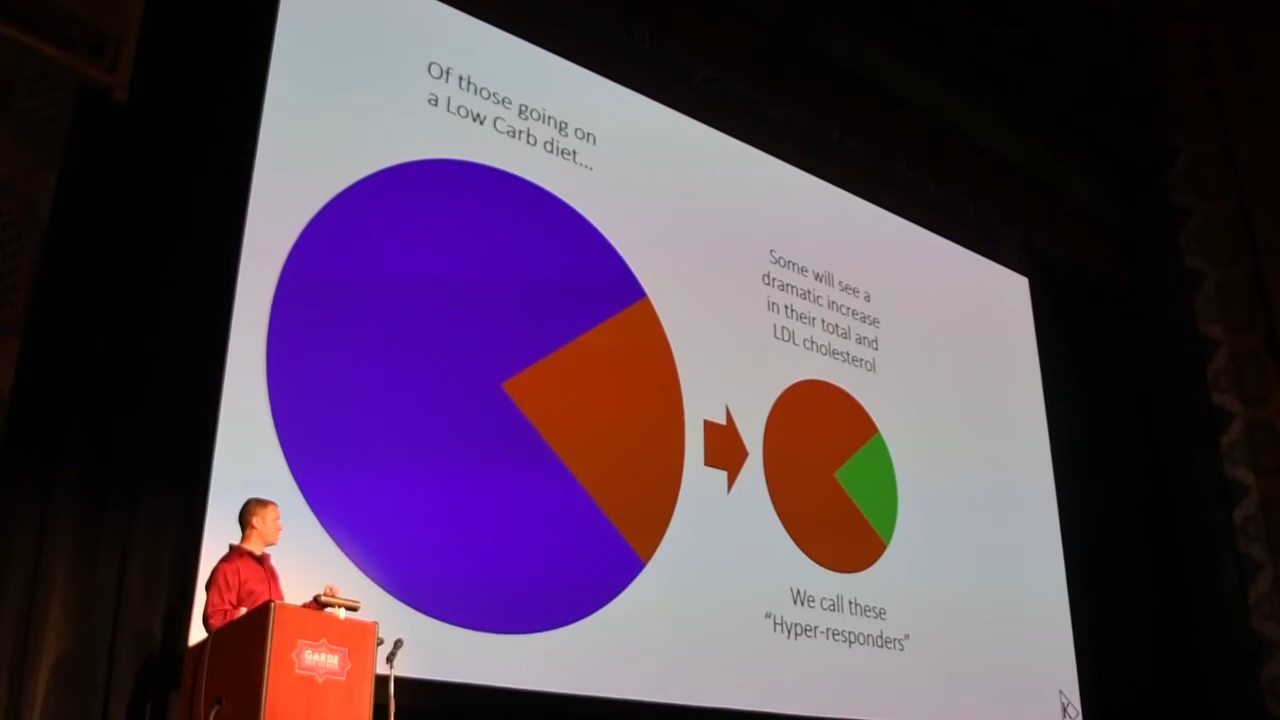 Of those going on
a Low Carb diet...
Some will see a
dramatic increase
in their total and
LDL cholesterol
We call these
“Hyper-responders”
GARDE
K